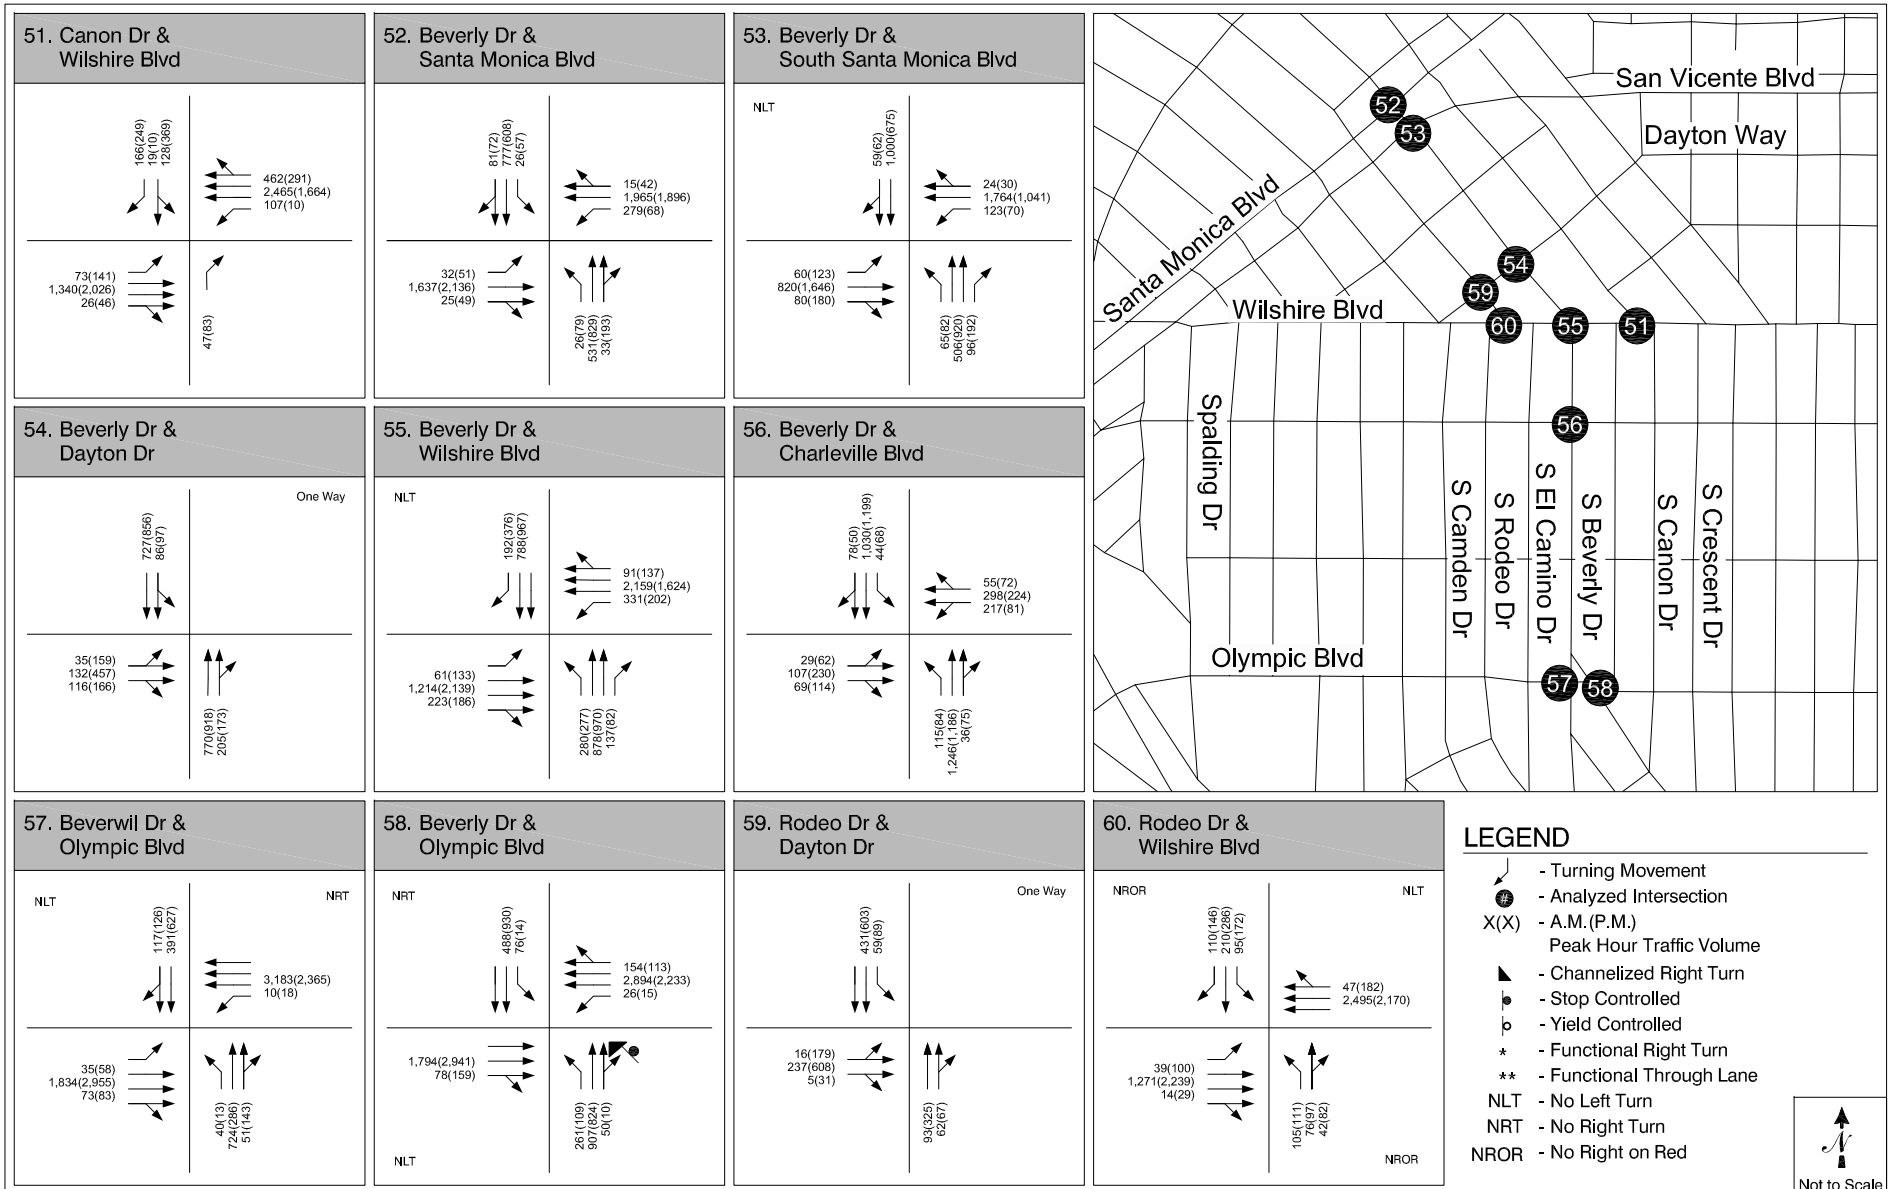 51. Canon Dr &
Wilshire Blvd
166(249)
19(10)
128(369)
462(291)
2,465(1,664)
107(10)
73(141)
1,340(2,026)
26(46)
47(83)
52. Beverly Dr &
Santa Monica Blvd
81(72)
777(608)
26(57)
15(42)
1,965(1,896)
279(68)
32(51)
1,637(2,136)
25(49)
26(79)
531(829)
33(193)
53. Beverly Dr &
South Santa Monica Blvd
NLT
59(62)
1,000(675)
24(30)
1,764(1,041)
123(70)
60(123)
820(1,646)
80(180)
65(82)
506(920)
96(192)
54. Beverly Dr &
Dayton Dr
One Way
727(856)
86(97)
35(159)
132(457)
116(166)
770(918)
205(173)
55. Beverly Dr &
Wilshire Blvd
NLT
192(376)
788(967)
91(137)
2,159(1,624)
331(202)
61(133)
1,214(2,139)
223(186)
280(277)
878(970)
137(82)
56. Beverly Dr &
Charleville Blvd
78(50)
1,030(1,199)
44(68)
55(72)
298(224)
217(81)
29(62)
107(230)
69(114)
115(84)
1,246(1,186)
36(75)
57. Beverwil Dr &
Olympic Blvd
NLT
NRT
117(126)
391(627)
3,183(2,365)
10(18)
35(58)
1,834(2,955)
73(83)
40(13)
724(286)
51(143)
58. Beverly Dr &
Olympic Blvd
NRT
488(930)
76(14)
154(113)
2,894(2,233)
26(15)
1,794(2,941)
78(159)
261(109)
907(824)
50(10)
NLT
59. Rodeo Dr &
Dayton Dr
One Way
431(603)
59(89)
16(179)
237(608)
5(31)
93(325)
62(67)
60. Rodeo Dr &
Wilshire Blvd
NROR
NLT
110(146)
210(286)
95(172)
47(182)
2,495(2,170)
39(100)
1,271(2,239)
14(29)
105(111)
76(97)
42(82)
NROR
San Vicente Blvd
Dayton Way
Santa Monica Blvd
Wilshire Blvd
52
53
54
59
60
55
51
56
57
58
Spalding Dr
S Camden Dr
S Rodeo Dr
S El Camino Dr
S Beverly Dr
S Canon Dr
S Crescent Dr
Olympic Blvd
LEGEND
- Turning Movement
# - Analyzed Intersection
X(X) - A.M.(P.M.)
Peak Hour Traffic Volume
- Channelized Right Turn
- Stop Controlled
- Yield Controlled
* - Functional Right Turn
** - Functional Through Lane
NLT - No Left Turn
NRT - No Right Turn
NROR - No Right on Red
N
Not to Scale